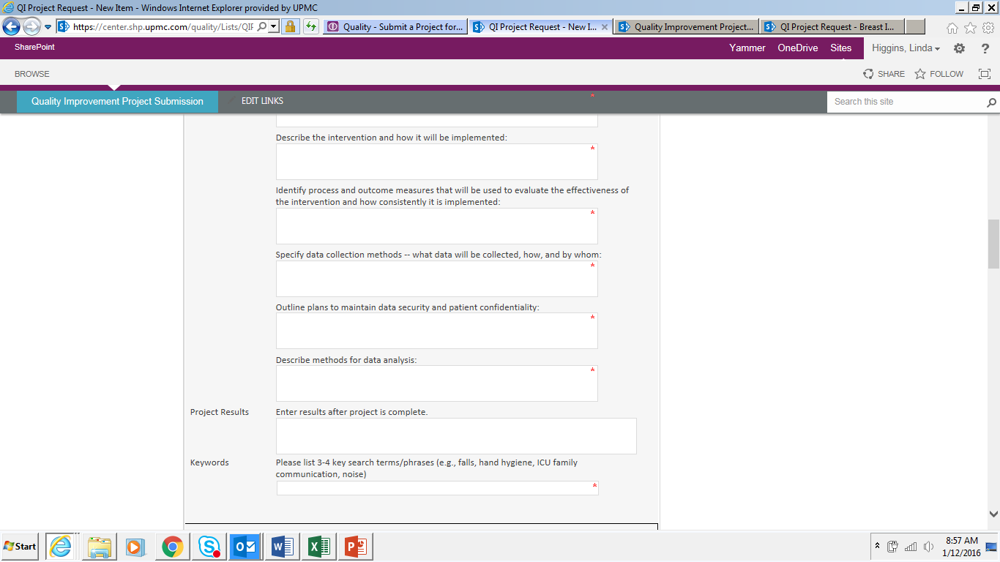 QI Project Request - New Item - Windows Internet Explorer provided by UPMC
https://center.shp.upmc.com/quality/Lists/QIF
Quality - Submit a Project for...
QI Project Request - New I...
Quality Improvement Project...
QI Project Request - Breast I...
SharePoint
Yammer
OneDrive
Sites
Higgins, Linda
?
BROWSE
SHARE
FOLLOW
Quality Improvement Project Submission
EDIT LINKS
Search this site
Describe the intervention and how it will be implemented:
*
Identify process and outcome measures that will be used to evaluate the effectiveness of
the intervention and how consistently it is implemented:
*
Specify data collection methods -- what data will be collected, how, and by whom:
*
Outline plans to maintain data security and patient confidentiality:
*
Describe methods for data analysis:
*
Project Results
Enter results after project is complete.
Keywords
Please list 3-4 key search terms/phrases (e.g., falls, hand hygiene, ICU family
communication, noise)
*
Start
8:57 AM
1/12/2016